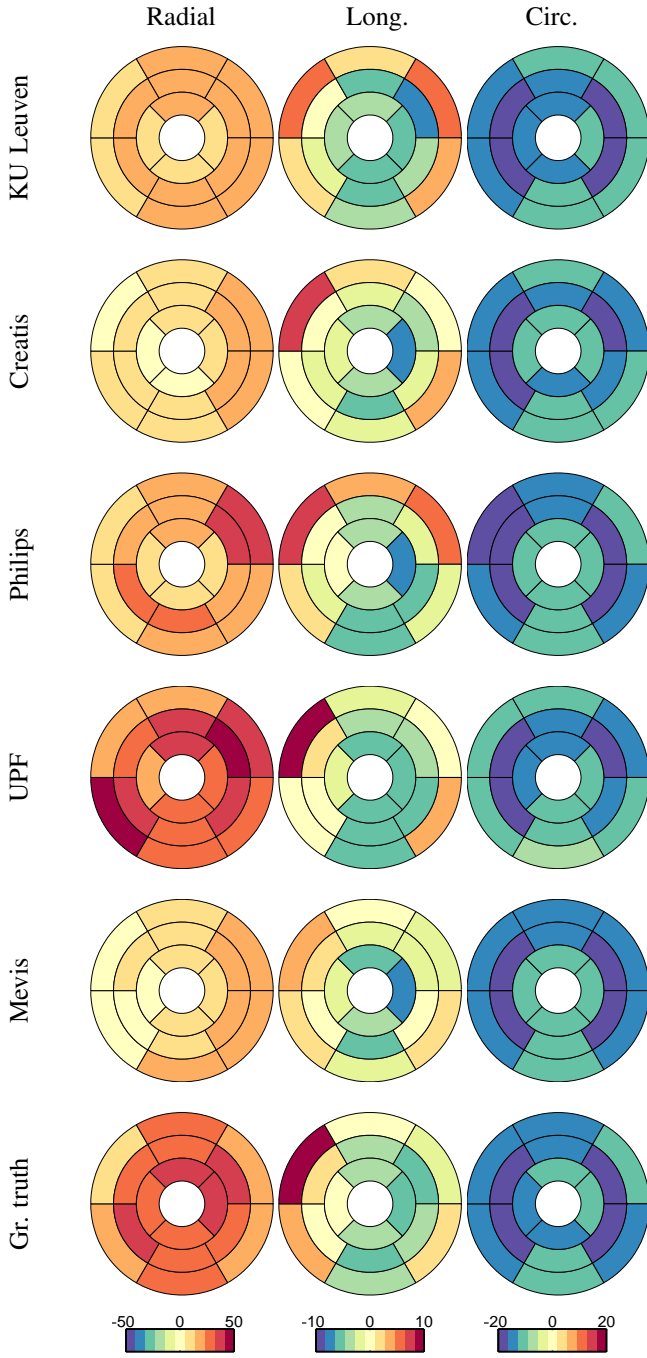 Radial Long. Circ.
KU Leuven
Creatis
Philips
UPF
Mevis
Gr. truth
-50 0 50 -10 0 10 -20 0 20